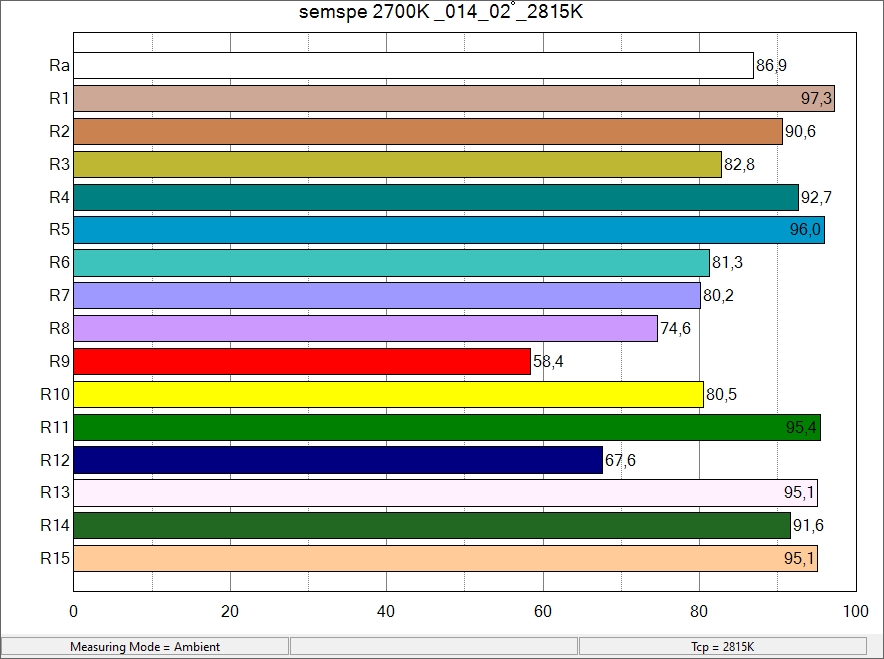 semspe 2700K _014_02°_2815K
Ra 86,9
R1 97,3
R2 90,6
R3 82,8
R4 92,7
R5 96,0
R6 81,3
R7 80,2
R8 74,6
R9 58,4
R10 80,5
R11 95,4
R12 67,6
R13 95,1
R14 91,6
R15 95,1
0 20 40 60 80 100
Measuring Mode = Ambient Tcp = 2815K